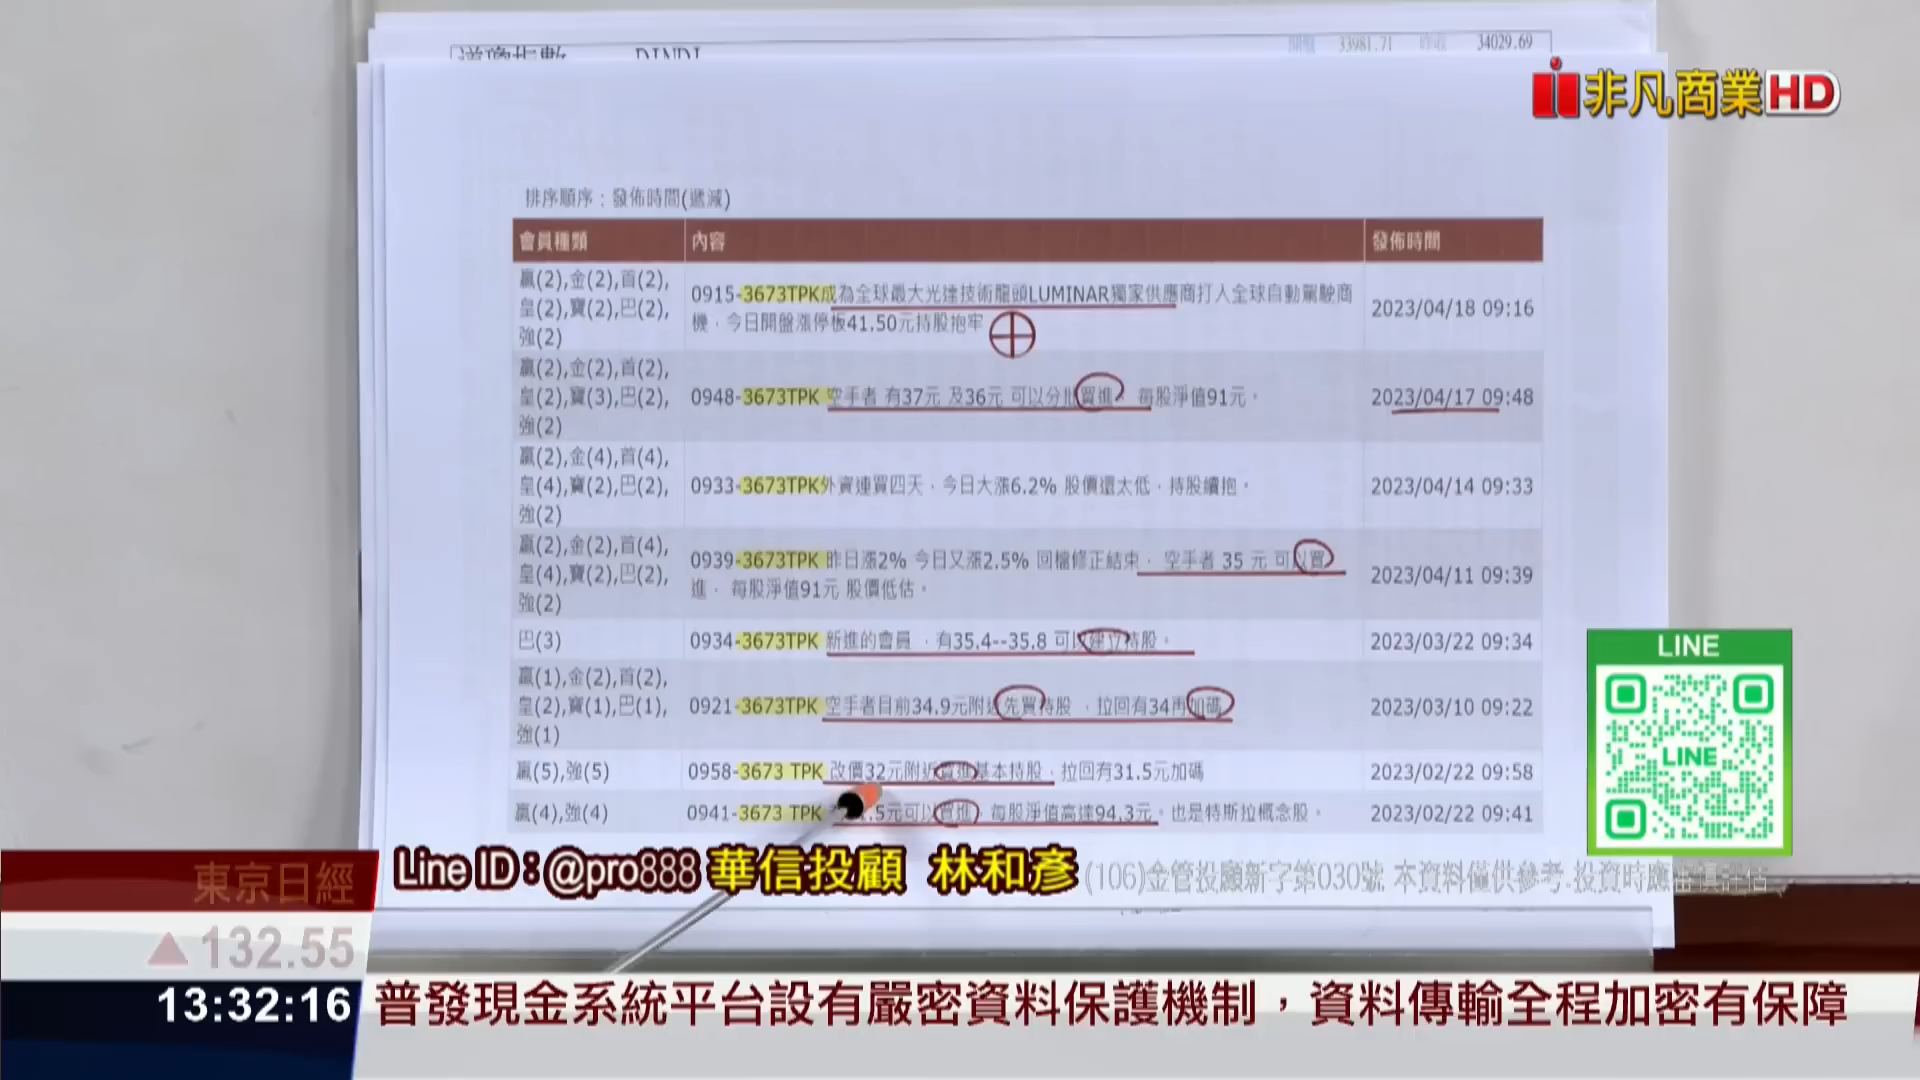 道瓊指數 DJNDI 開盤 33981.71 昨收 34029.69
非凡商業HD
排序順序：發佈時間(遞減)
會員種類 內容 發佈時間
贏(2),金(2),首(2),
皇(2),寶(2),巴(2),
強(2)
0915-3673TPK成為全球最大光達技術龍頭LUMINAR獨家供應商打入全球自動駕駛商
機，今日開盤漲停板41.50元持股抱牢
2023/04/18 09:16
贏(2),金(2),首(2),
皇(2),寶(3),巴(2),
強(2)
0948-3673TPK 空手者 有37元 及36元 可以分批買進， 每股淨值91元，
2023/04/17 09:48
贏(2),金(4),首(4),
皇(4),寶(2),巴(2),
強(2)
0933-3673TPK外資連買四天，今日大漲6.2% 股價還太低，持股續抱。
2023/04/14 09:33
贏(2),金(2),首(4),
皇(4),寶(2),巴(2),
強(2)
0939-3673TPK 昨日漲2% 今日又漲2.5% 回檔修正結束， 空手者 35 元 可以買
進， 每股淨值91元 股價低估。
2023/04/11 09:39
巴(3)
0934-3673TPK 新進的會員 ，有35.4--35.8 可以建立持股。
2023/03/22 09:34
贏(1),金(2),首(2),
皇(2),寶(1),巴(1),
強(1)
0921-3673TPK 空手者目前34.9元附近先買持股 ，拉回有34再加碼
2023/03/10 09:22
贏(5),強(5)
0958-3673 TPK 改價32元附近買進基本持股，拉回有31.5元加碼
2023/02/22 09:58
贏(4),強(4)
0941-3673 TPK .5元可以買進，每股淨值高達94.3元。也是特斯拉概念股。
2023/02/22 09:41
LINE
LINE
Line ID：@pro888 華信投顧 林和彥 (106)金管投顧新字第030號 本資料僅供參考.投資時應審慎評估
東京日經
▲132.55
13:32:16
普發現金系統平台設有嚴密資料保護機制，資料傳輸全程加密有保障